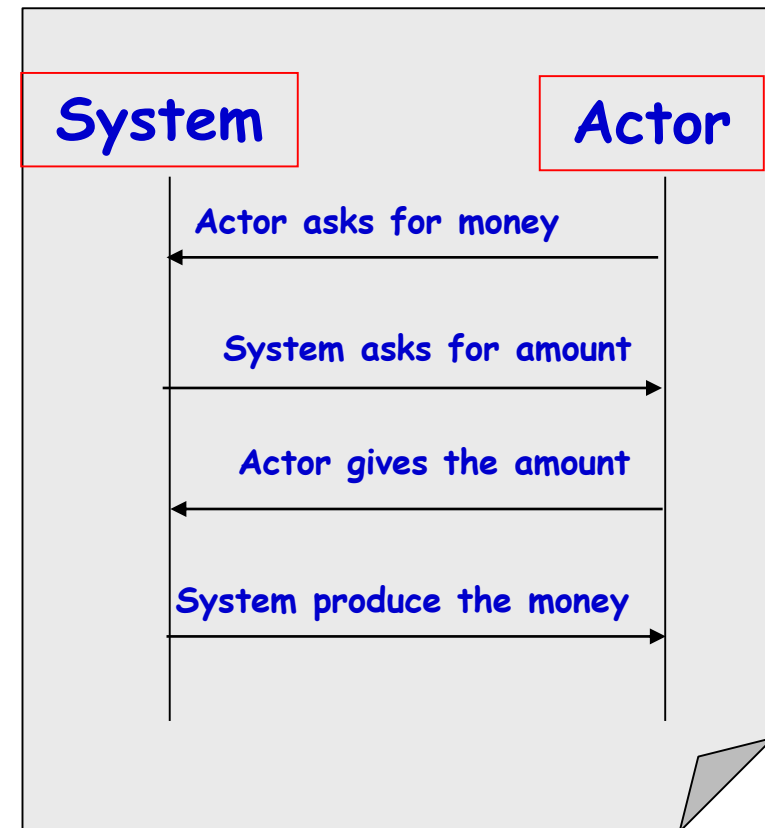 System
Actor
Actor asks for money
System asks for amount
Actor gives the amount
System produce the money